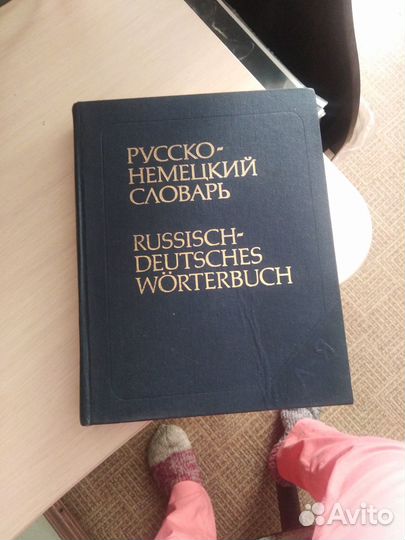 РУССКО-
НЕМЕЦКИЙ
СЛОВАРЬ
RUSSISCH-
DEUTSCHES
WÖRTERBUCH
Avito